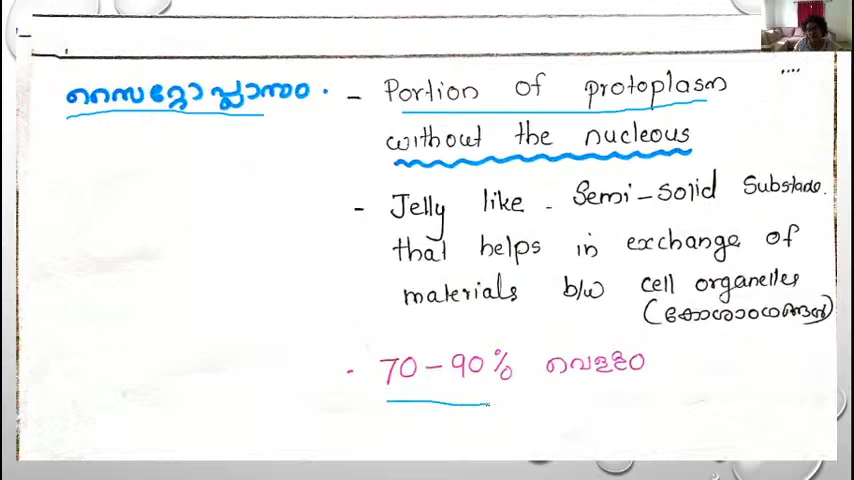 സൈറ്റോപ്ലാസം - Portion of protoplasm
without the nucleous
- Jelly like - Semi-solid
that helps in exchange of
materials b/w cell organelles
(കോശാംഗങ്ങൾ)
- 70-90% വെള്ളം